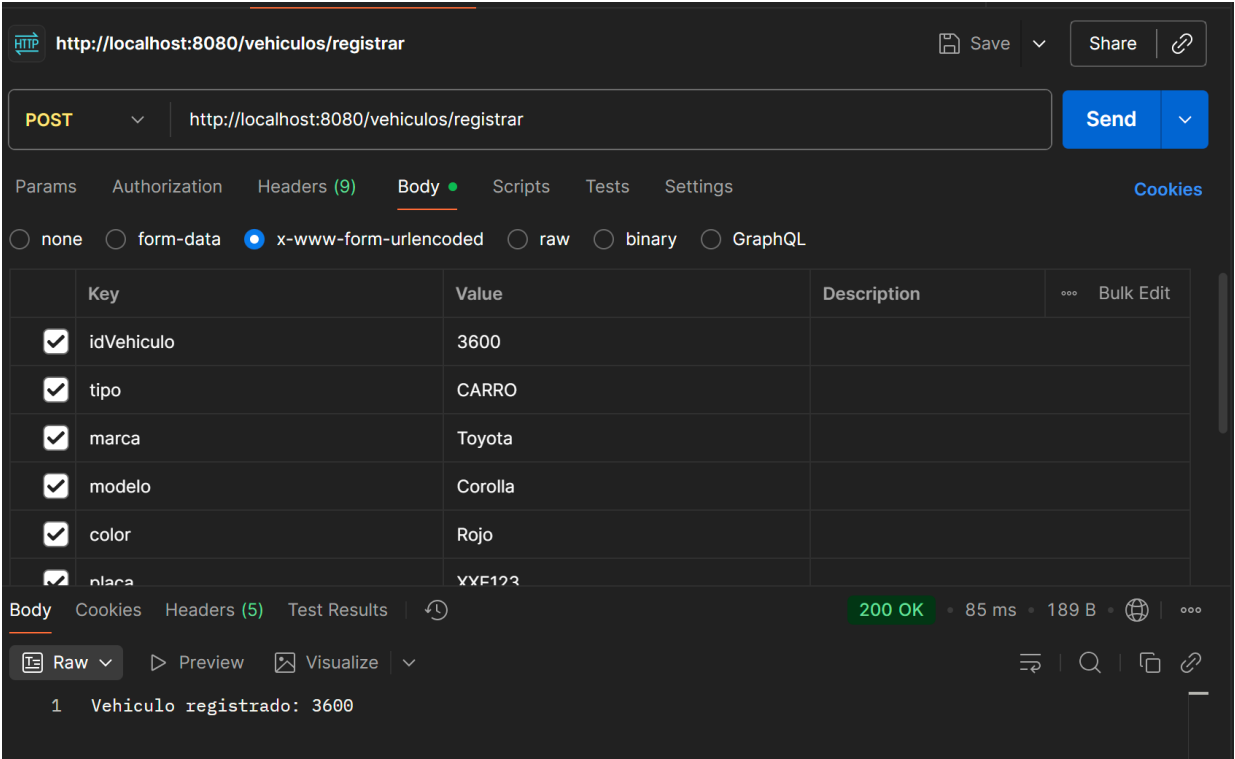 HTTP http://localhost:8080/vehiculos/registrar Save Share
POST http://localhost:8080/vehiculos/registrar Send
Params Authorization Headers (9) Body Scripts Tests Settings Cookies
none form-data x-www-form-urlencoded raw binary GraphQL
Key Value Description Bulk Edit
idVehiculo 3600
tipo CARRO
marca Toyota
modelo Corolla
color Rojo
placa XXF123
Body Cookies Headers (5) Test Results 200 OK 85 ms 189 B
Raw Preview Visualize
1 Vehiculo registrado: 3600